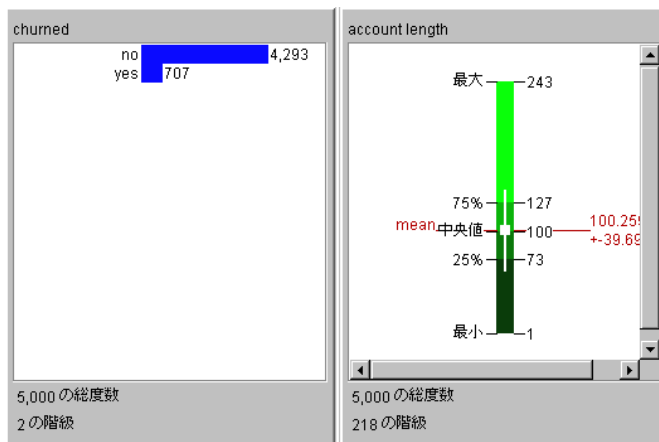 churned
no 4,293
yes 707
5,000 の総度数
2 の階級
account length
最大 243
75% 127
mean 中央値 100 100.25
+-39.69
25% 73
最小 1
5,000 の総度数
218 の階級